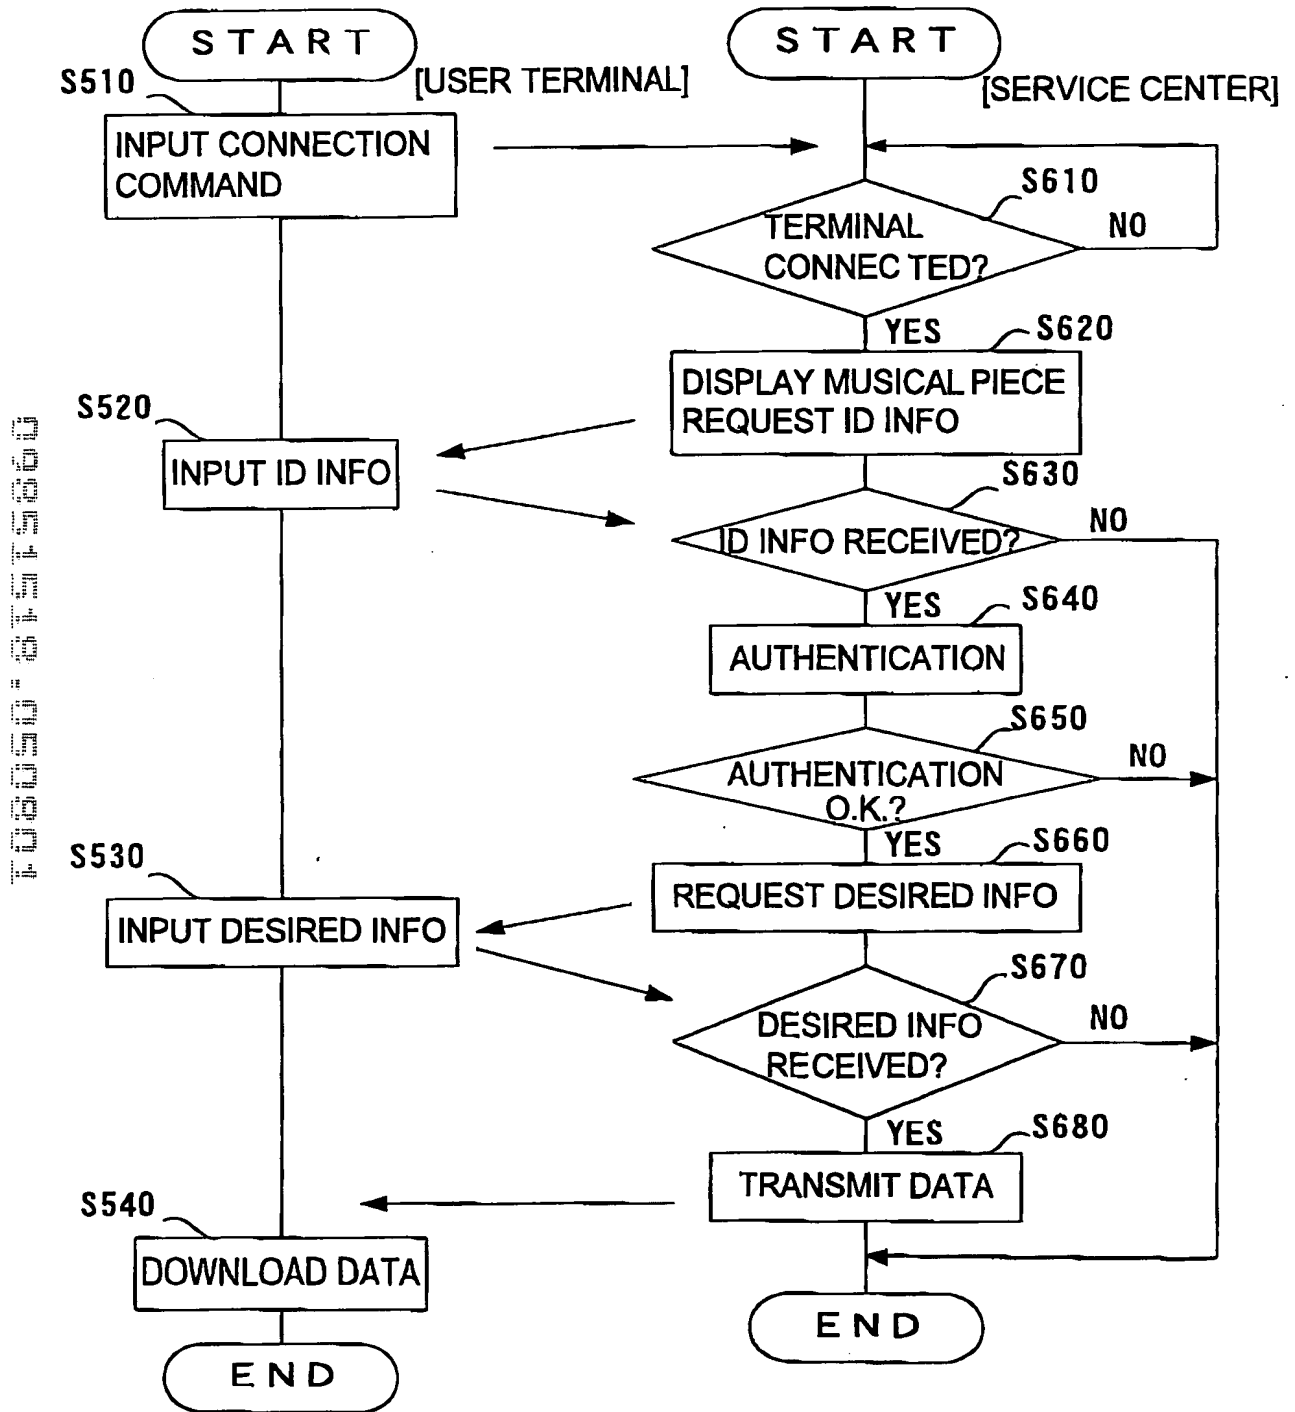 START
[USER TERMINAL]
S510
INPUT CONNECTION
COMMAND
S520
INPUT ID INFO
S530
INPUT DESIRED INFO
S540
DOWNLOAD DATA
END
START
[SERVICE CENTER]
S610
TERMINAL
CONNEC TED?
NO
YES
S620
DISPLAY MUSICAL PIECE
REQUEST ID INFO
S630
ID INFO RECEIVED?
NO
YES
S640
AUTHENTICATION
S650
AUTHENTICATION
O.K.?
NO
YES
S660
REQUEST DESIRED INFO
S670
DESIRED INFO
RECEIVED?
NO
YES
S680
TRANSMIT DATA
END